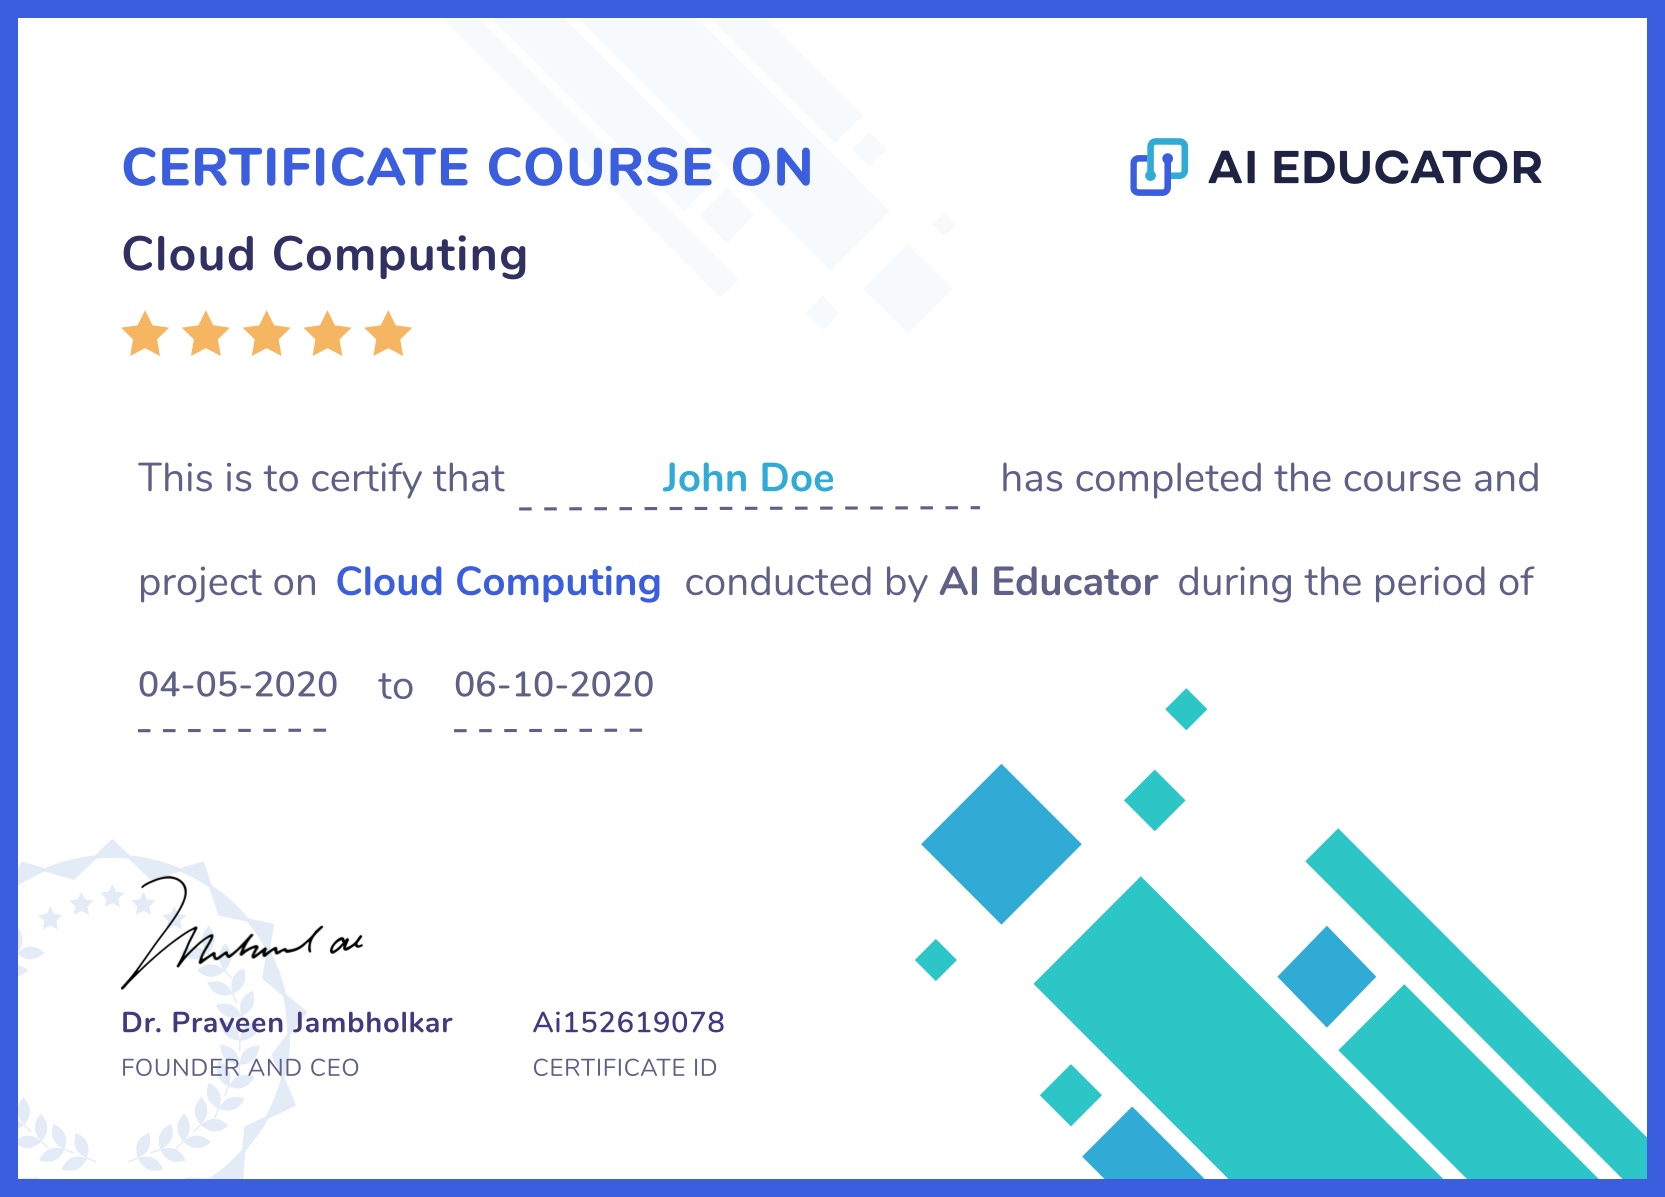 CERTIFICATE COURSE ON
AI EDUCATOR
Cloud Computing
This is to certify that John Doe has completed the course and
project on Cloud Computing conducted by AI Educator during the period of
04-05-2020 to 06-10-2020
Dr. Praveen Jambholkar
Ai152619078
FOUNDER AND CEO
CERTIFICATE ID